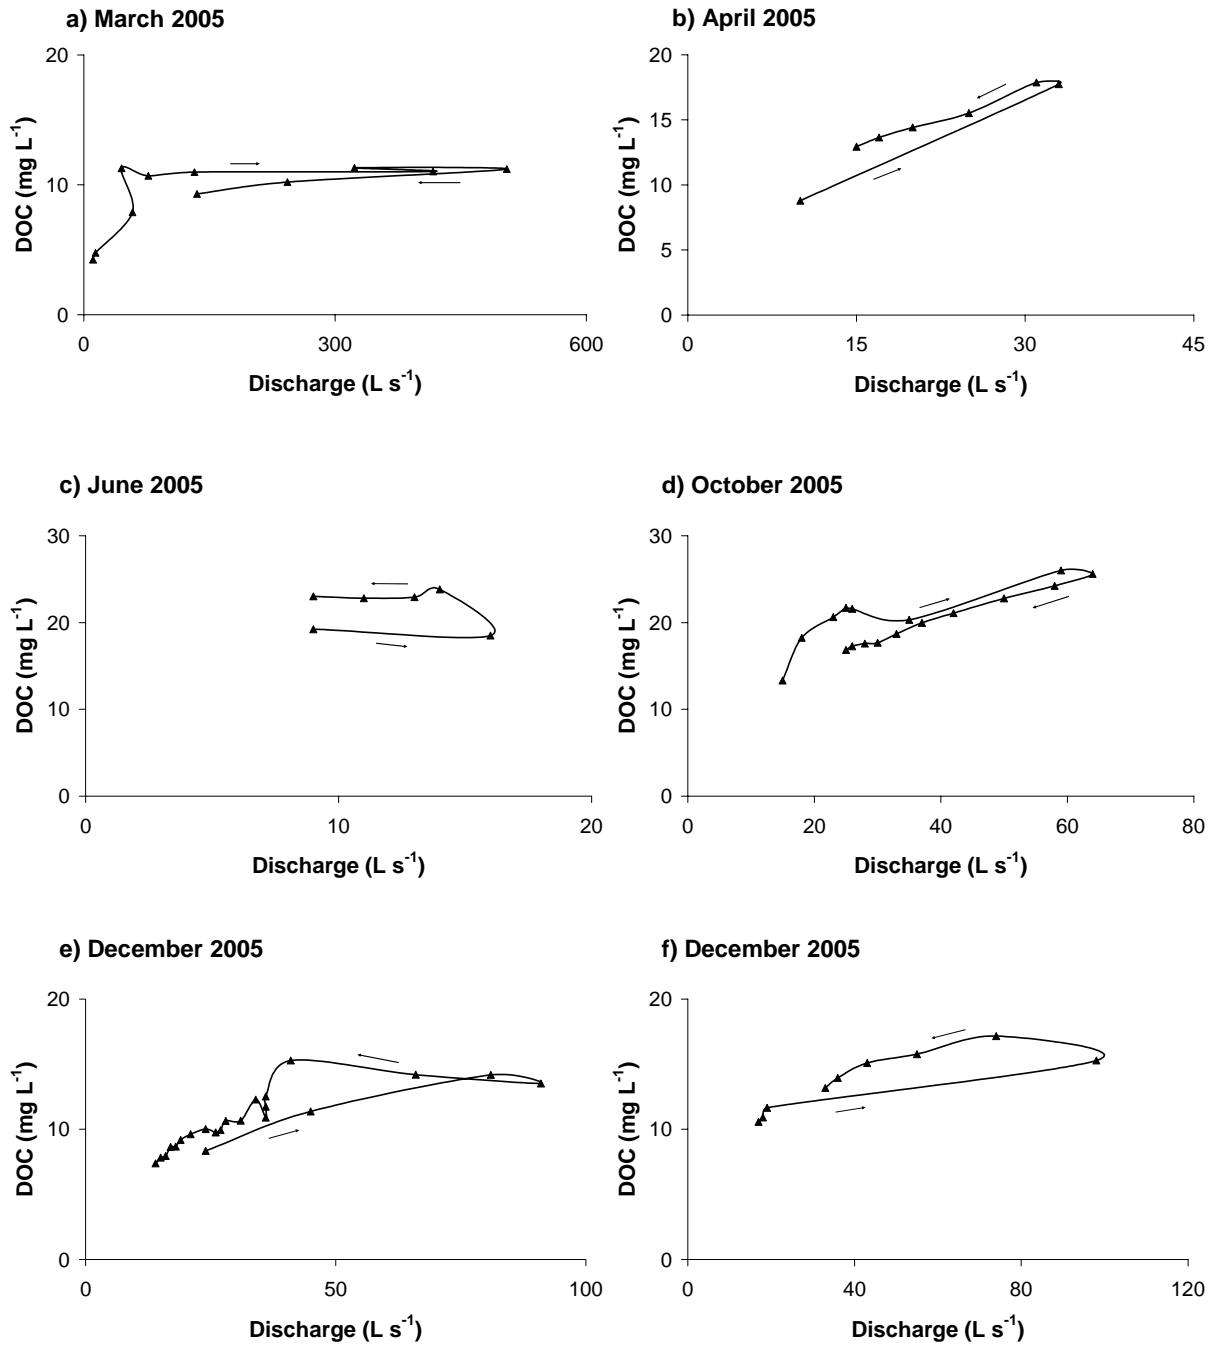 a) March 2005
20
10
0
DOC (mg L-1)
0 300 600
Discharge (L s-1)
b) April 2005
20
15
10
5
0
DOC (mg L-1)
0 15 30 45
Discharge (L s-1)
c) June 2005
30
20
10
0
DOC (mg L-1)
0 10 20
Discharge (L s-1)
d) October 2005
30
20
10
0
DOC (mg L-1)
0 20 40 60 80
Discharge (L s-1)
e) December 2005
20
10
0
DOC (mg L-1)
0 50 100
Discharge (L s-1)
f) December 2005
20
10
0
DOC (mg L-1)
0 40 80 120
Discharge (L s-1)